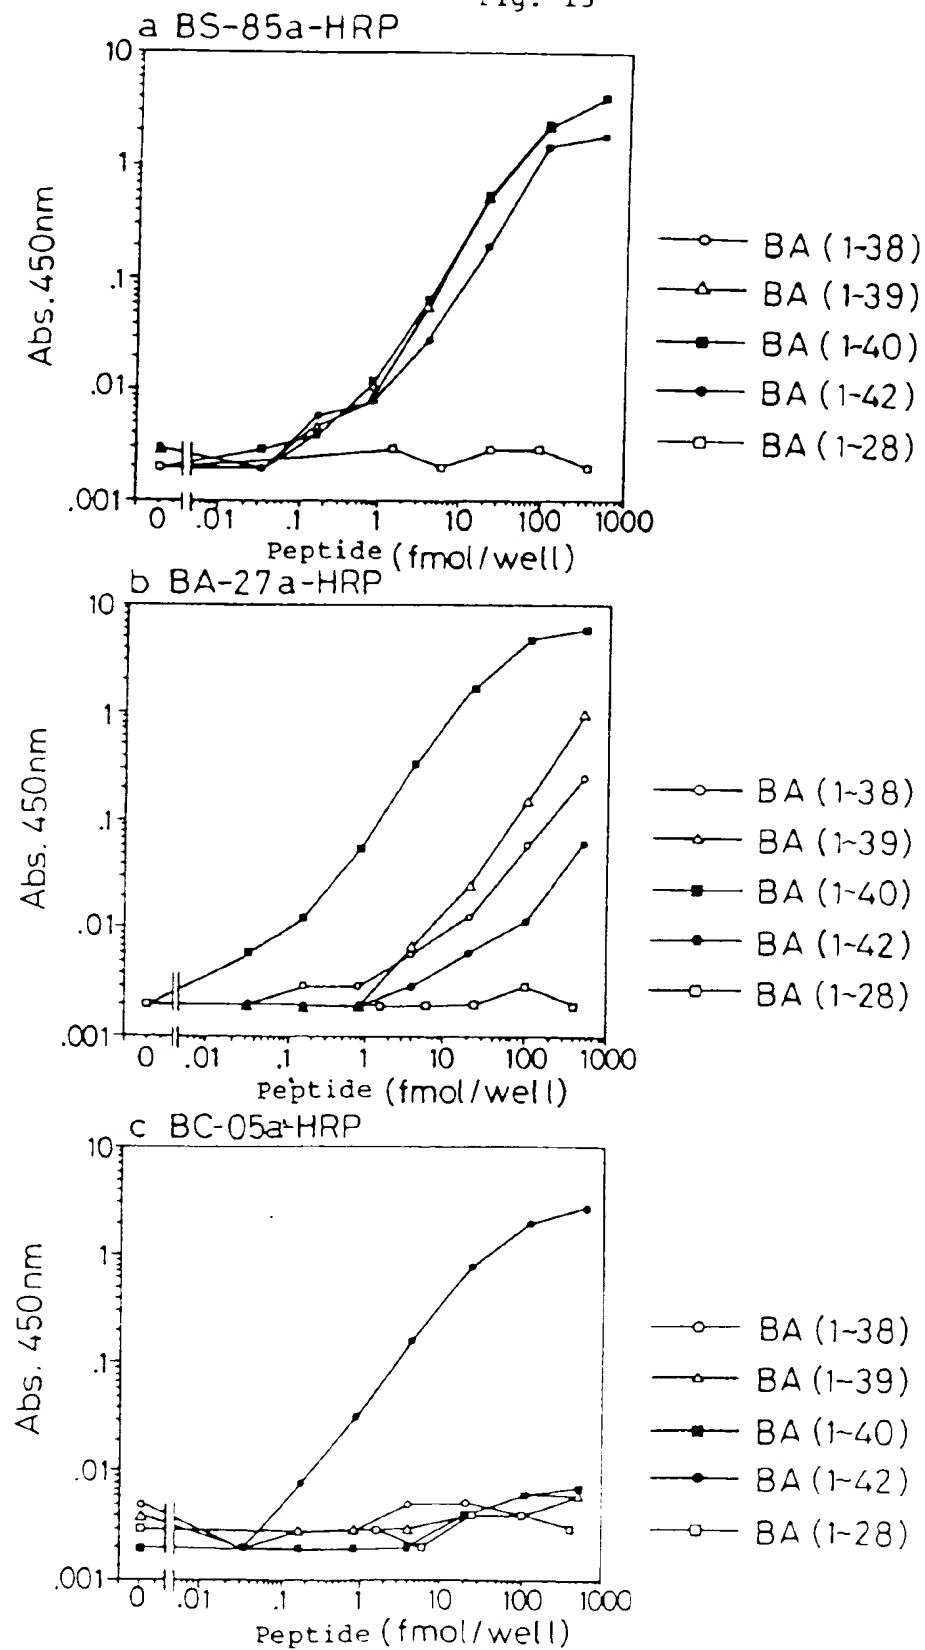 Fig. 13
a BS-85a-HRP
10
1
.1
.01
.001
Abs. 450nm
0 .01 .1 1 10 100 1000
Peptide (fmol/well)
BA (1~38)
BA (1~39)
BA (1~40)
BA (1~42)
BA (1~28)
b BA-27a-HRP
10
1
.1
.01
.001
Abs. 450nm
0 .01 .1 1 10 100 1000
Peptide (fmol/well)
BA (1~38)
BA (1~39)
BA (1~40)
BA (1~42)
BA (1~28)
c BC-05a-HRP
10
1
.1
.01
.001
Abs. 450nm
0 .01 .1 1 10 100 1000
Peptide (fmol/well)
BA (1~38)
BA (1~39)
BA (1~40)
BA (1~42)
BA (1~28)